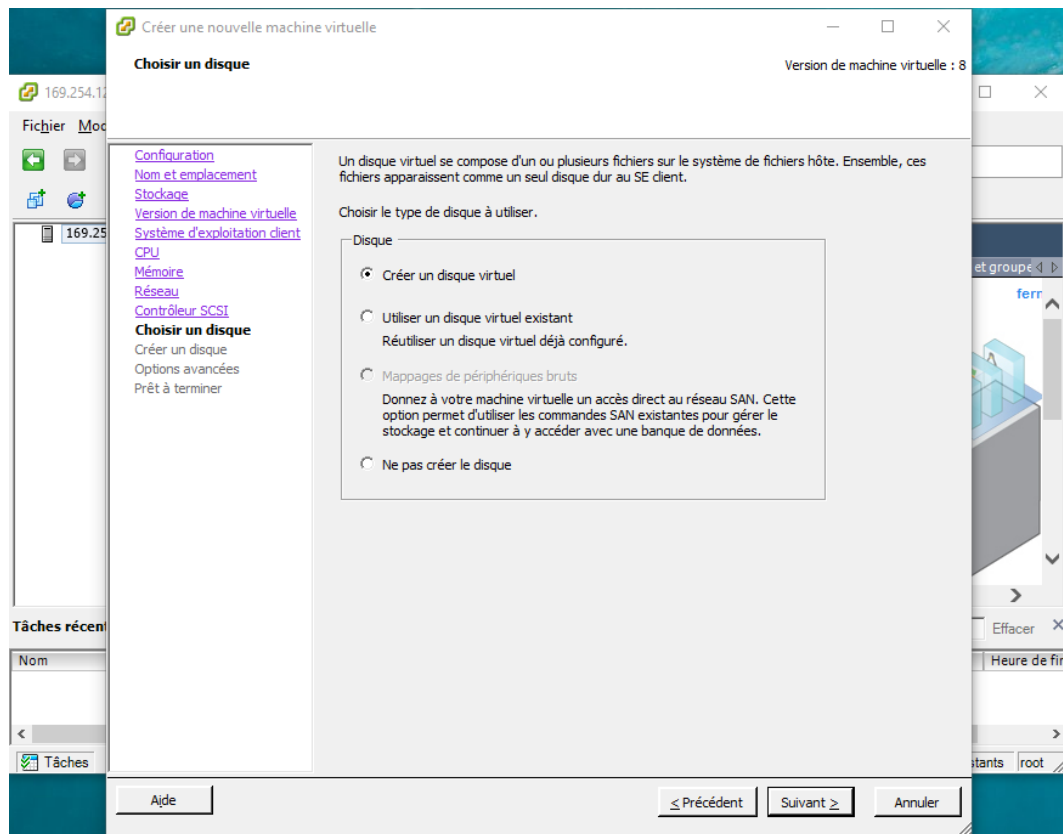 Créer une nouvelle machine virtuelle
Choisir un disque
Version de machine virtuelle : 8
169.254.12
Fichier Mod
169.25
Configuration
Nom et emplacement
Stockage
Version de machine virtuelle
Système d'exploitation client
CPU
Mémoire
Réseau
Contrôleur SCSI
Choisir un disque
Créer un disque
Options avancées
Prêt à terminer
Un disque virtuel se compose d'un ou plusieurs fichiers sur le système de fichiers hôte. Ensemble, ces
fichiers apparaissent comme un seul disque dur au SE client.
Choisir le type de disque à utiliser.
Disque
Créer un disque virtuel
Utiliser un disque virtuel existant
Réutiliser un disque virtuel déjà configuré.
Mappages de périphériques bruts
Donnez à votre machine virtuelle un accès direct au réseau SAN. Cette
option permet d'utiliser les commandes SAN existantes pour gérer le
stockage et continuer à y accéder avec une banque de données.
Ne pas créer le disque
et groupe
ferr
A
Tâches récent
Effacer
Nom
Heure de fin
Tâches
stants
root
Aide
< Précédent
Suivant >
Annuler